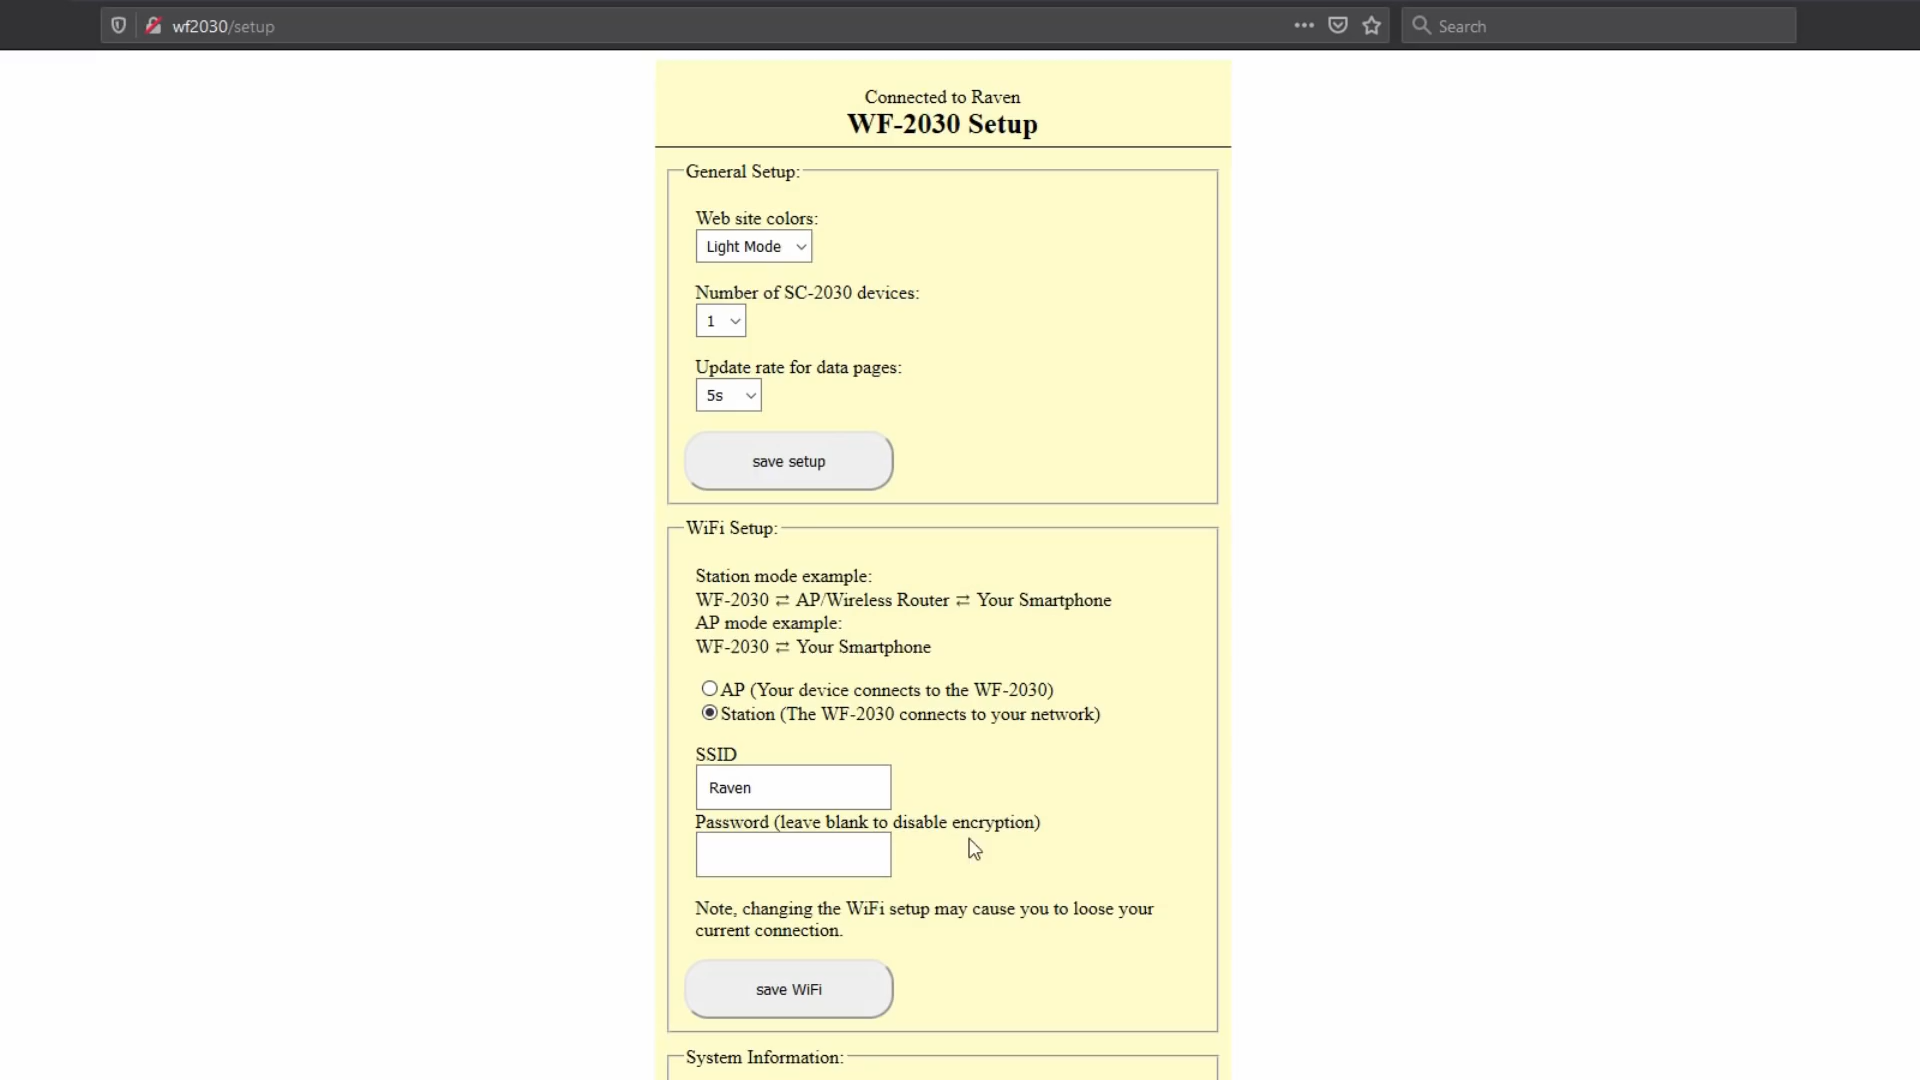 wf2030/setup
Search
Connected to Raven
WF-2030 Setup
General Setup:
Web site colors:
Light Mode
Number of SC-2030 devices:
1
Update rate for data pages:
5s
save setup
WiFi Setup:
Station mode example:
WF-2030 ⇄ AP/Wireless Router ⇄ Your Smartphone
AP mode example:
WF-2030 ⇄ Your Smartphone
AP (Your device connects to the WF-2030)
Station (The WF-2030 connects to your network)
SSID
Raven
Password (leave blank to disable encryption)
Note, changing the WiFi setup may cause you to loose your
current connection.
save WiFi
System Information: